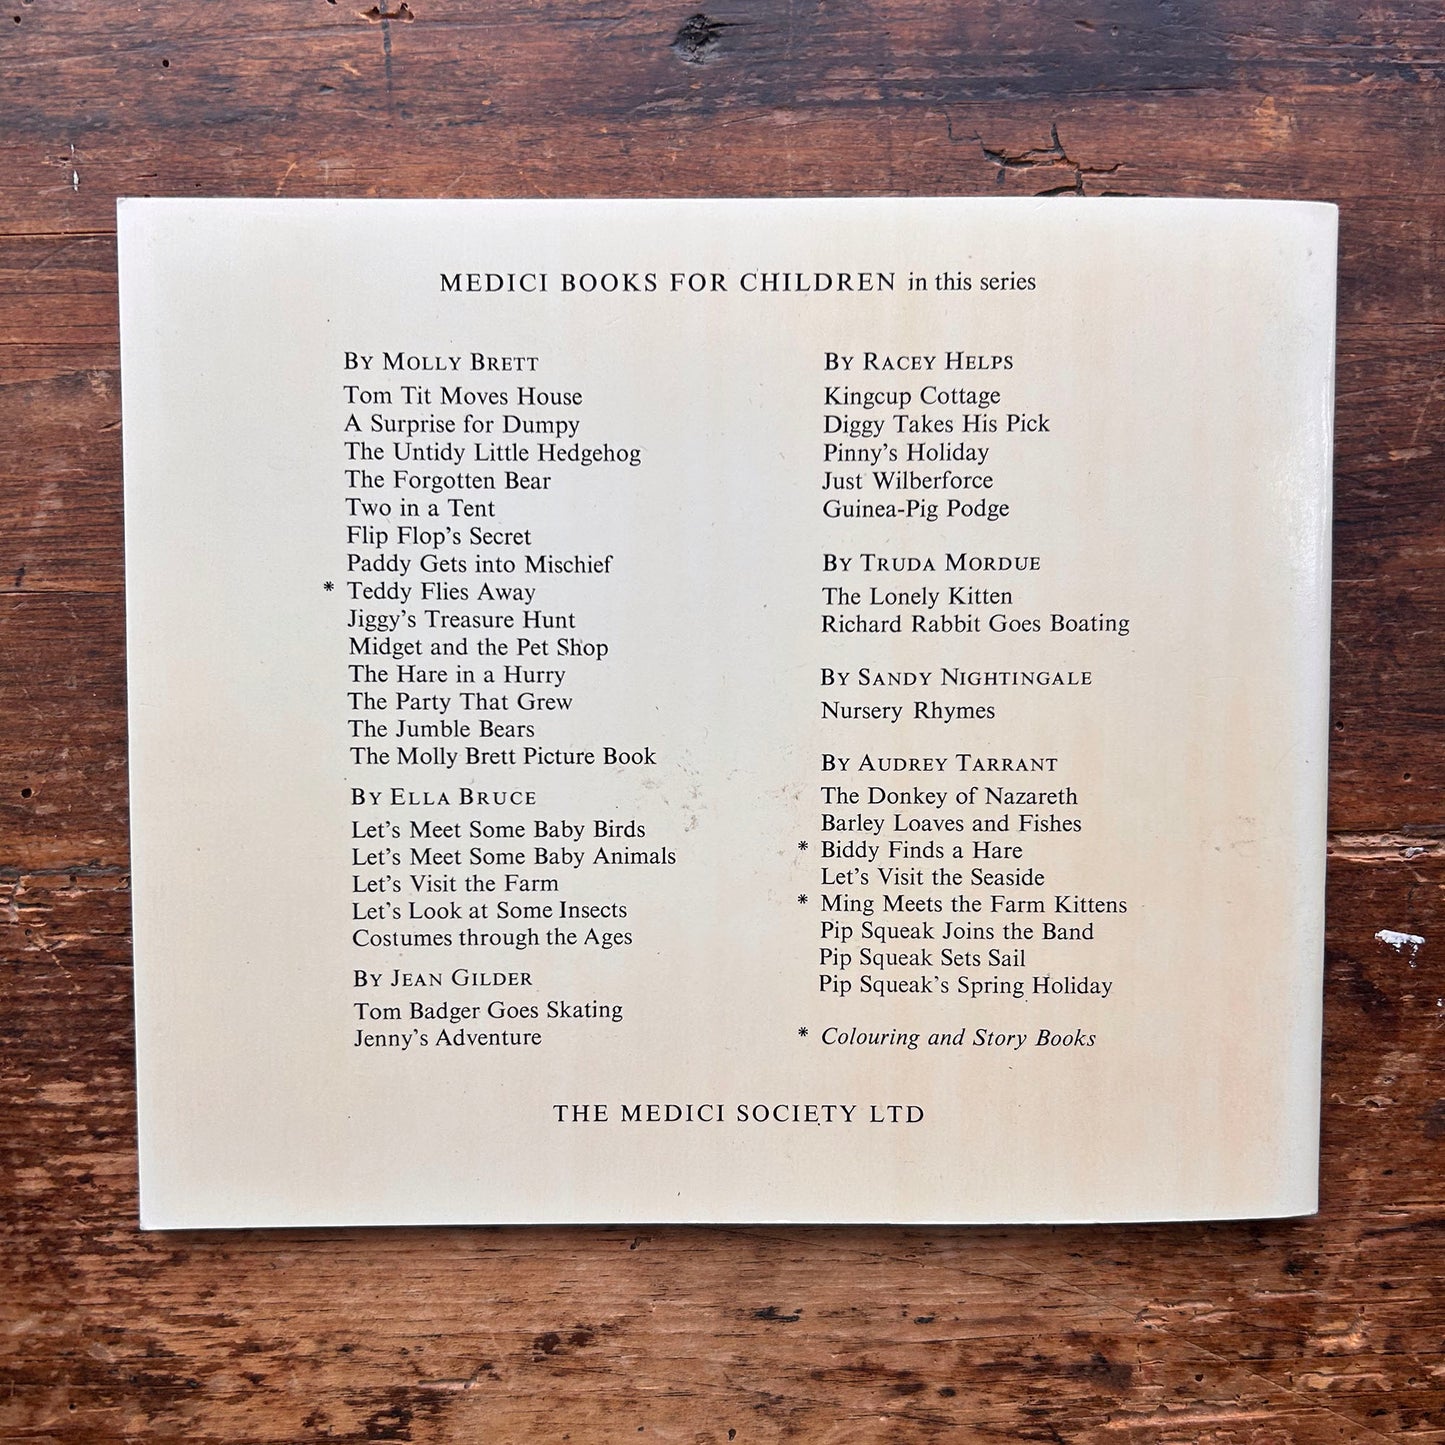 MEDICI BOOKS FOR CHILDREN in this series
BY MOLLY BRETT
Tom Tit Moves House
A Surprise for Dumpy
The Untidy Little Hedgehog
The Forgotten Bear
Two in a Tent
Flip Flop's Secret
Paddy Gets into Mischief
* Teddy Flies Away
Jiggy's Treasure Hunt
Midget and the Pet Shop
The Hare in a Hurry
The Party That Grew
The Jumble Bears
The Molly Brett Picture Book
BY ELLA BRUCE
Let's Meet Some Baby Birds
Let's Meet Some Baby Animals
Let's Visit the Farm
Let's Look at Some Insects
Costumes through the Ages
BY JEAN GILDER
Tom Badger Goes Skating
Jenny's Adventure
BY RACEY HELPS
Kingcup Cottage
Diggy Takes His Pick
Pinny's Holiday
Just Wilberforce
Guinea-Pig Podge
BY TRUDA MORDUE
The Lonely Kitten
Richard Rabbit Goes Boating
BY SANDY NIGHTINGALE
Nursery Rhymes
BY AUDREY TARRANT
The Donkey of Nazareth
Barley Loaves and Fishes
* Biddy Finds a Hare
Let's Visit the Seaside
* Ming Meets the Farm Kittens
Pip Squeak Joins the Band
Pip Squeak Sets Sail
Pip Squeak's Spring Holiday
* Colouring and Story Books
THE MEDICI SOCIETY LTD